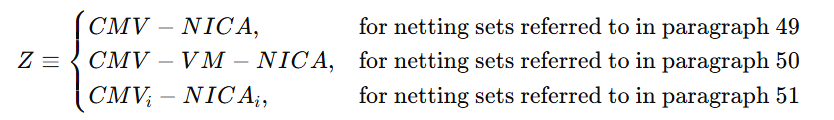 Z ≡ { CMV − NICA, for netting sets referred to in paragraph 49
CMV − VM − NICA, for netting sets referred to in paragraph 50
CMV_i − NICA_i, for netting sets referred to in paragraph 51